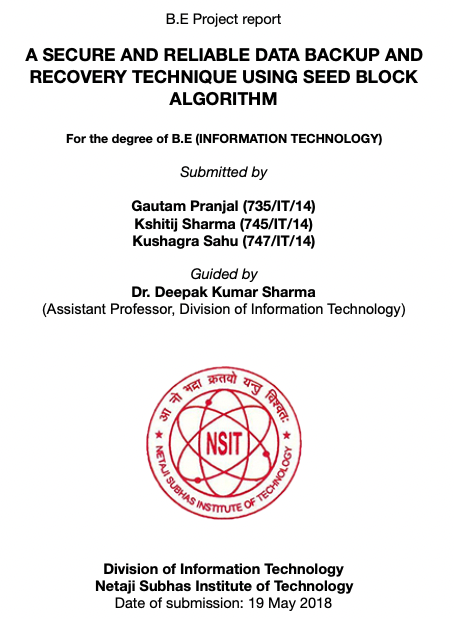 B.E Project report
A SECURE AND RELIABLE DATA BACKUP AND
RECOVERY TECHNIQUE USING SEED BLOCK
ALGORITHM
For the degree of B.E (INFORMATION TECHNOLOGY)
Submitted by
Gautam Pranjal (735/IT/14)
Kshitij Sharma (745/IT/14)
Kushagra Sahu (747/IT/14)
Guided by
Dr. Deepak Kumar Sharma
(Assistant Professor, Division of Information Technology)
आ नो भद्रा क्रतवो यन्तु विश्वतः
NSIT
NETAJI SUBHAS INSTITUTE OF TECHNOLOGY
Division of Information Technology
Netaji Subhas Institute of Technology
Date of submission: 19 May 2018